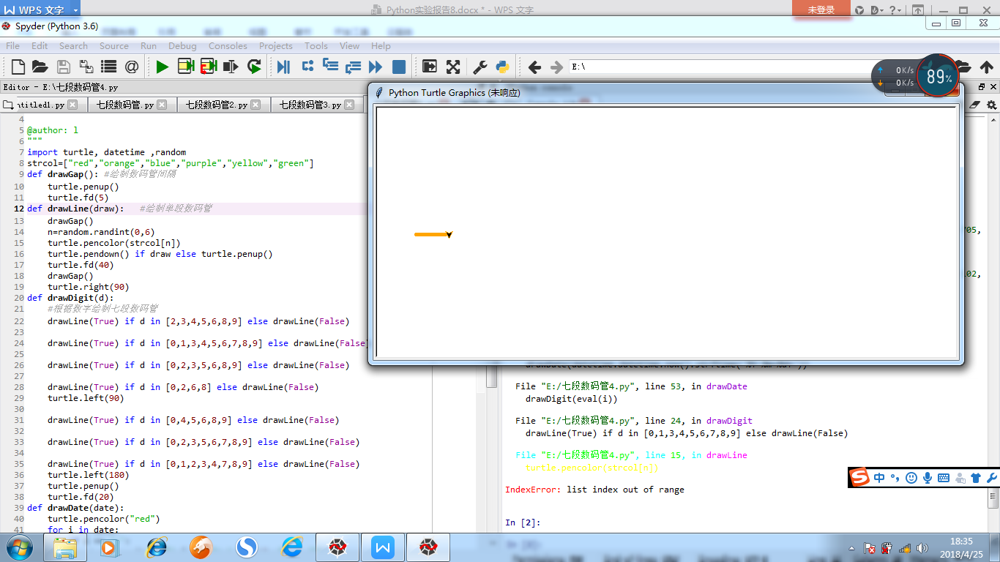 WPS 文字
Python实验报告8.docx * - WPS 文字
未登录
Spyder (Python 3.6)
File Edit Search Source Run Debug Consoles Projects Tools View Help
E:\
0K/s
0K/s
89%
Editor - E:\七段数码管4.py
ntitled1.py 七段数码管.py 七段数码管2.py 七段数码管3.py
Python Turtle Graphics (未响应)
4
5 @author: l
6 """
7 import turtle, datetime ,random
8 strcol=["red","orange","blue","purple","yellow","green"]
9 def drawGap(): #绘制数码管间隔
10 turtle.penup()
11 turtle.fd(5)
12 def drawLine(draw): #绘制单段数码管
13 drawGap()
14 n=random.randint(0,6)
15 turtle.pencolor(strcol[n])
16 turtle.pendown() if draw else turtle.penup()
17 turtle.fd(40)
18 drawGap()
19 turtle.right(90)
20 def drawDigit(d):
21 #根据数字绘制七段数码管
22 drawLine(True) if d in [2,3,4,5,6,8,9] else drawLine(False)
23
24 drawLine(True) if d in [0,1,3,4,5,6,7,8,9] else drawLine(False)
25
26 drawLine(True) if d in [0,2,3,5,6,8,9] else drawLine(False)
27
28 drawLine(True) if d in [0,2,6,8] else drawLine(False)
29 turtle.left(90)
30
31 drawLine(True) if d in [0,4,5,6,8,9] else drawLine(False)
32
33 drawLine(True) if d in [0,2,3,5,6,7,8,9] else drawLine(False)
34
35 drawLine(True) if d in [0,1,2,3,4,7,8,9] else drawLine(False)
36 turtle.left(180)
37 turtle.penup()
38 turtle.fd(20)
39 def drawDate(date):
40 turtle.pencolor("red")
41 for i in date:
File "E:/七段数码管4.py", line 53, in drawDate
drawDigit(eval(i))
File "E:/七段数码管4.py", line 24, in drawDigit
drawLine(True) if d in [0,1,3,4,5,6,7,8,9] else drawLine(False)
File "E:/七段数码管4.py", line 15, in drawLine
turtle.pencolor(strcol[n])
IndexError: list index out of range
In [2]:
中
18:35
2018/4/25